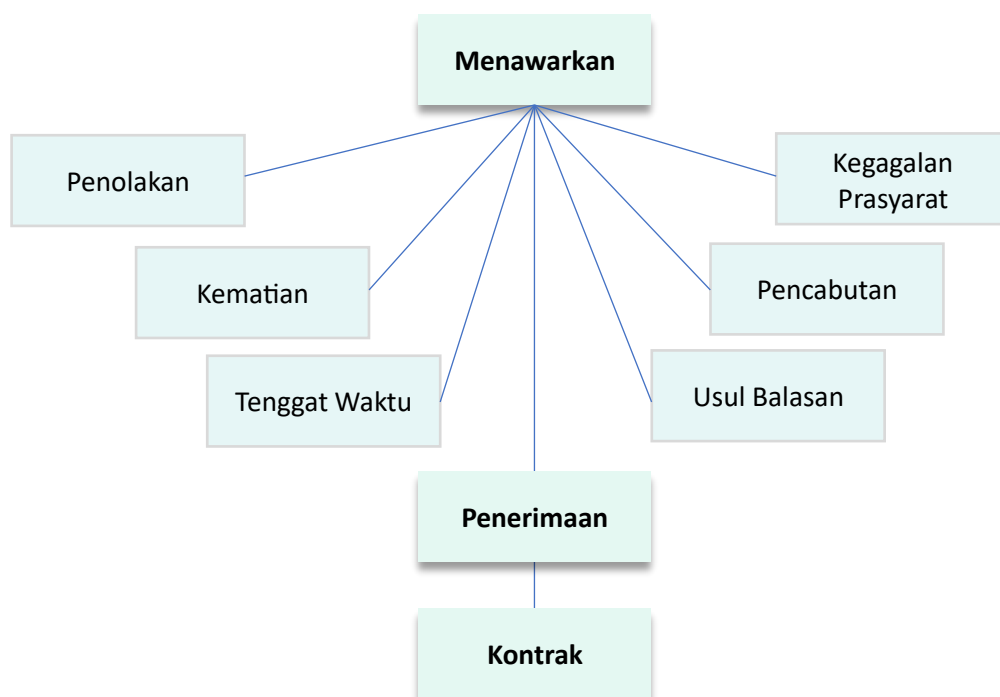 Menawarkan
Penolakan
Kegagalan
Prasyarat
Kematian
Pencabutan
Tenggat Waktu
Usul Balasan
Penerimaan
Kontrak